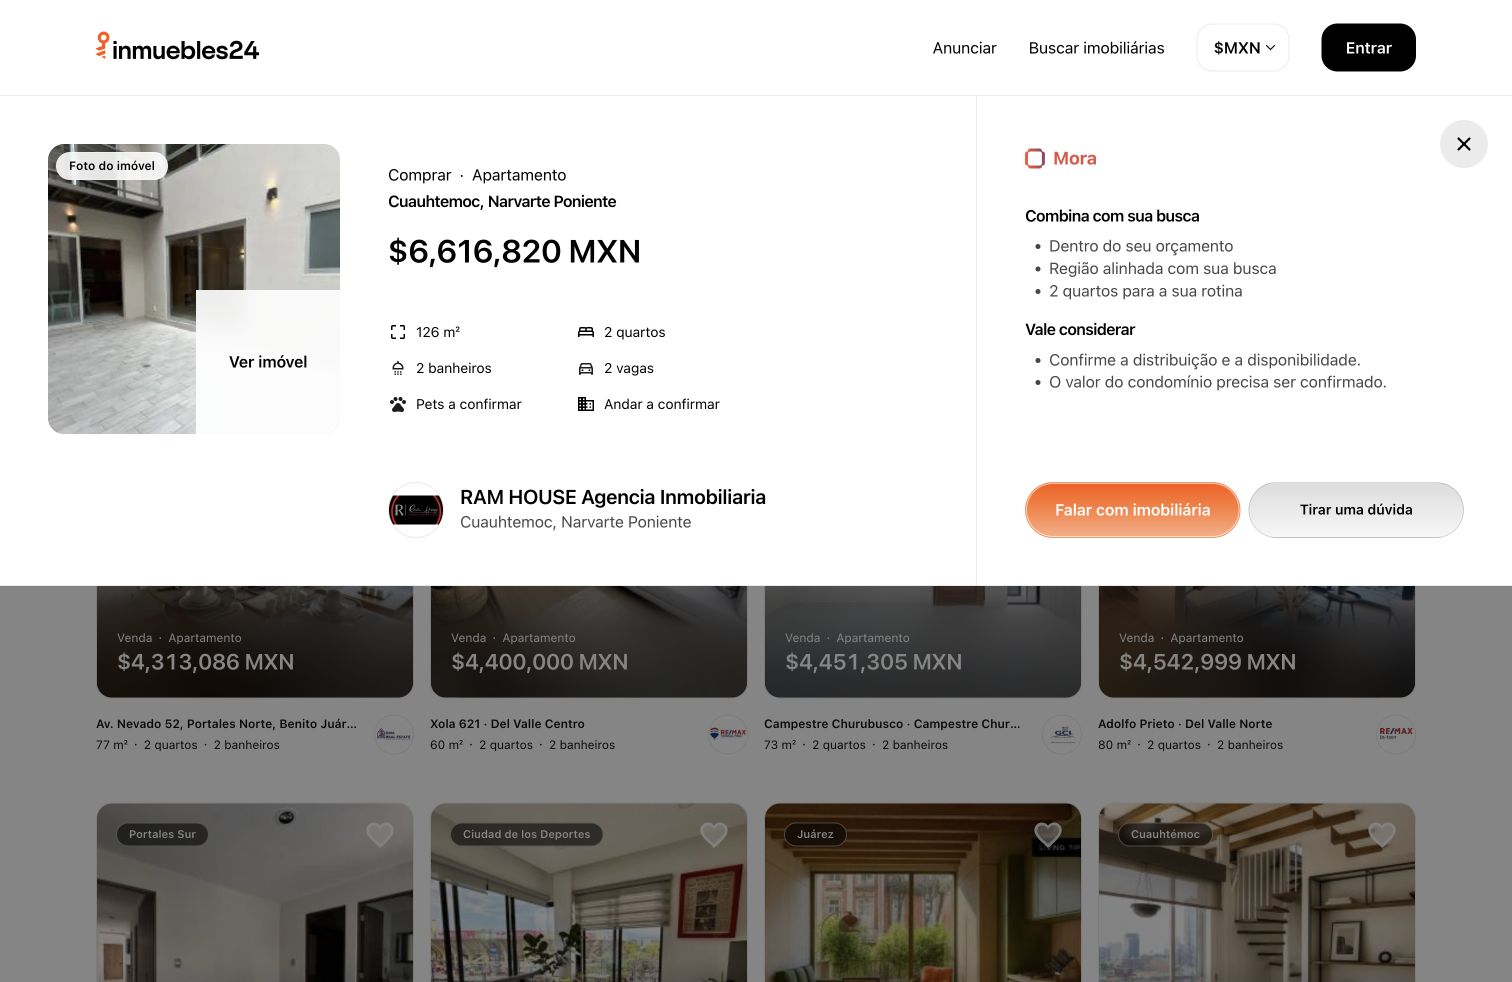 inmuebles24
Anunciar
Buscar imobiliárias
$MXN
Entrar
Foto do imóvel
Ver imóvel
Comprar · Apartamento
Cuauhtemoc, Narvarte Poniente
$6,616,820 MXN
126 m²
2 quartos
2 banheiros
2 vagas
Pets a confirmar
Andar a confirmar
RAM HOUSE Agencia Inmobiliaria
Cuauhtemoc, Narvarte Poniente
Mora
Combina com sua busca
• Dentro do seu orçamento
• Região alinhada com sua busca
• 2 quartos para a sua rotina
Vale considerar
• Confirme a distribuição e a disponibilidade.
• O valor do condomínio precisa ser confirmado.
Falar com imobiliária
Tirar uma dúvida
Venda · Apartamento
$4,313,086 MXN
Av. Nevado 52, Portales Norte, Benito Juár...
77 m² · 2 quartos · 2 banheiros
Venda · Apartamento
$4,400,000 MXN
Xola 621 · Del Valle Centro
60 m² · 2 quartos · 2 banheiros
RE/MAX
Venda · Apartamento
$4,451,305 MXN
Campestre Churubusco · Campestre Chur...
73 m² · 2 quartos · 2 banheiros
GCI
Venda · Apartamento
$4,542,999 MXN
Adolfo Prieto · Del Valle Norte
80 m² · 2 quartos · 2 banheiros
RE/MAX
Portales Sur
Ciudad de los Deportes
Juárez
Cuauhtémoc